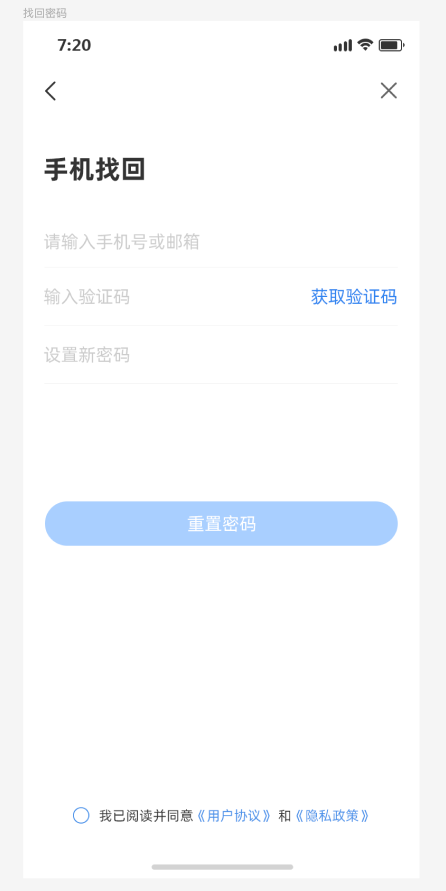 找回密码
7:20
手机找回
请输入手机号或邮箱
输入验证码 获取验证码
设置新密码
重置密码
我已阅读并同意《用户协议》和《隐私政策》